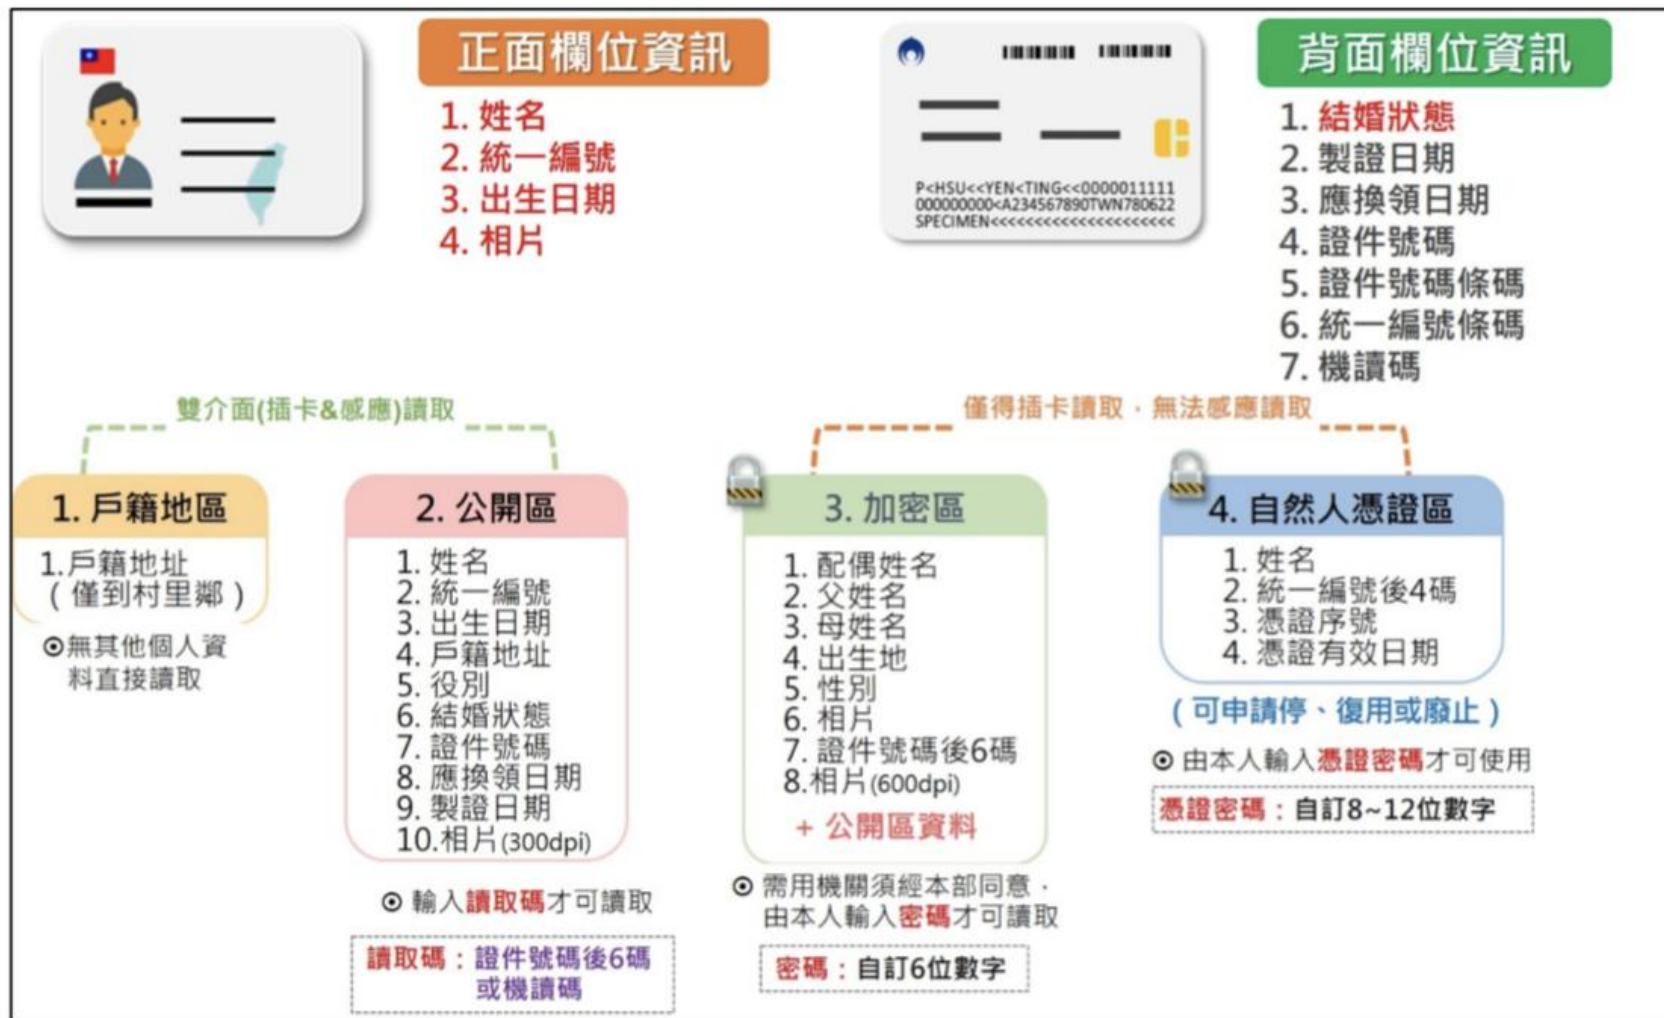 正面欄位資訊
1. 姓名
2. 統一編號
3. 出生日期
4. 相片
P<HSU<<YEN<TING<<0000011111
000000000<A234567890TWN780622
SPECIMEN<<<<<<<<<<<<<<<<<<<<<<
背面欄位資訊
1. 結婚狀態
2. 製證日期
3. 應換領日期
4. 證件號碼
5. 證件號碼條碼
6. 統一編號條碼
7. 機讀碼
雙介面(插卡&感應)讀取
僅得插卡讀取，無法感應讀取
1. 戶籍地區
1.戶籍地址
（僅到村里鄰）
⊙無其他個人資
料直接讀取
2. 公開區
1. 姓名
2. 統一編號
3. 出生日期
4. 戶籍地址
5. 役別
6. 結婚狀態
7. 證件號碼
8. 應換領日期
9. 製證日期
10.相片(300dpi)
⊙ 輸入讀取碼才可讀取
讀取碼：證件號碼後6碼
或機讀碼
3. 加密區
1. 配偶姓名
2. 父姓名
3. 母姓名
4. 出生地
5. 性別
6. 相片
7. 證件號碼後6碼
8.相片(600dpi)
+ 公開區資料
⊙ 需用機關須經本部同意，
由本人輸入密碼才可讀取
密碼：自訂6位數字
4. 自然人憑證區
1. 姓名
2. 統一編號後4碼
3. 憑證序號
4. 憑證有效日期
（可申請停、復用或廢止）
⊙ 由本人輸入憑證密碼才可使用
憑證密碼：自訂8~12位數字